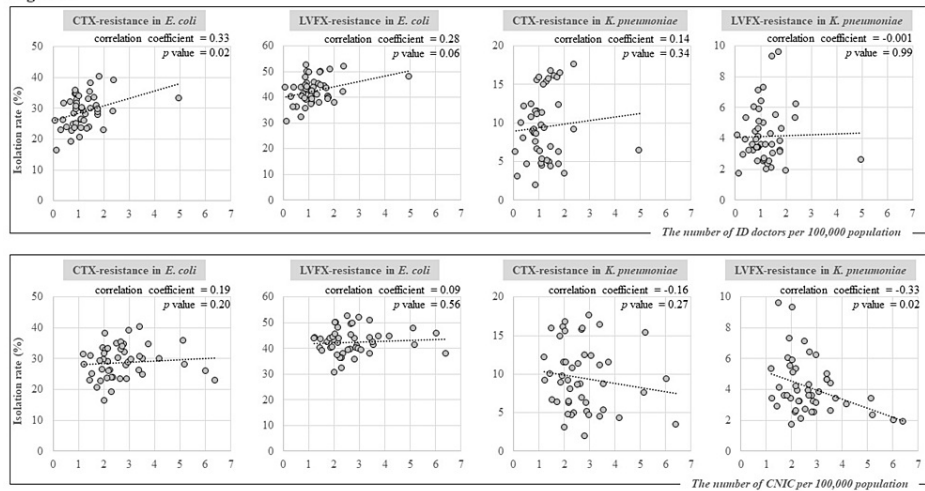 CTX-resistance in E. coli
correlation coefficient = 0.33
p value = 0.02
Isolation rate (%)
50
40
30
20
10
0
0 1 2 3 4 5 6 7
LVFX-resistance in E. coli
correlation coefficient = 0.28
p value = 0.06
60
50
40
30
20
10
0
0 1 2 3 4 5 6 7
CTX-resistance in K. pneumoniae
correlation coefficient = 0.14
p value = 0.34
20
15
10
5
0
0 1 2 3 4 5 6 7
LVFX-resistance in K. pneumoniae
correlation coefficient = -0.001
p value = 0.99
10
8
6
4
2
0
0 1 2 3 4 5 6 7
The number of ID doctors per 100,000 population
CTX-resistance in E. coli
correlation coefficient = 0.19
p value = 0.20
Isolation rate (%)
50
40
30
20
10
0
0 1 2 3 4 5 6 7
LVFX-resistance in E. coli
correlation coefficient = 0.09
p value = 0.56
60
50
40
30
20
10
0
0 1 2 3 4 5 6 7
CTX-resistance in K. pneumoniae
correlation coefficient = -0.16
p value = 0.27
20
15
10
5
0
0 1 2 3 4 5 6 7
LVFX-resistance in K. pneumoniae
correlation coefficient = -0.33
p value = 0.02
10
8
6
4
2
0
0 1 2 3 4 5 6 7
The number of CNIC per 100,000 population